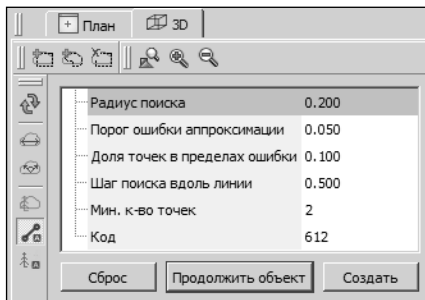 План 3D
Радиус поиска 0.200
Порог ошибки аппроксимации 0.050
Доля точек в пределах ошибки 0.100
Шаг поиска вдоль линии 0.500
Мин. к-во точек 2
Код 612
Сброс Продолжить объект Создать